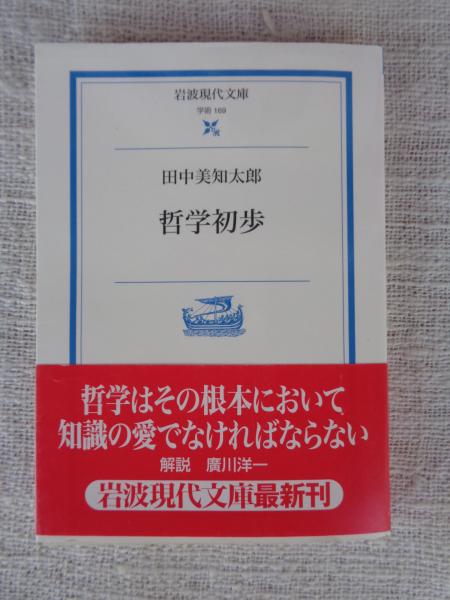 岩波現代文庫
学術 169
田中美知太郎
哲学初歩
哲学はその根本において
知識の愛でなければならない
解説 廣川洋一
岩波現代文庫最新刊